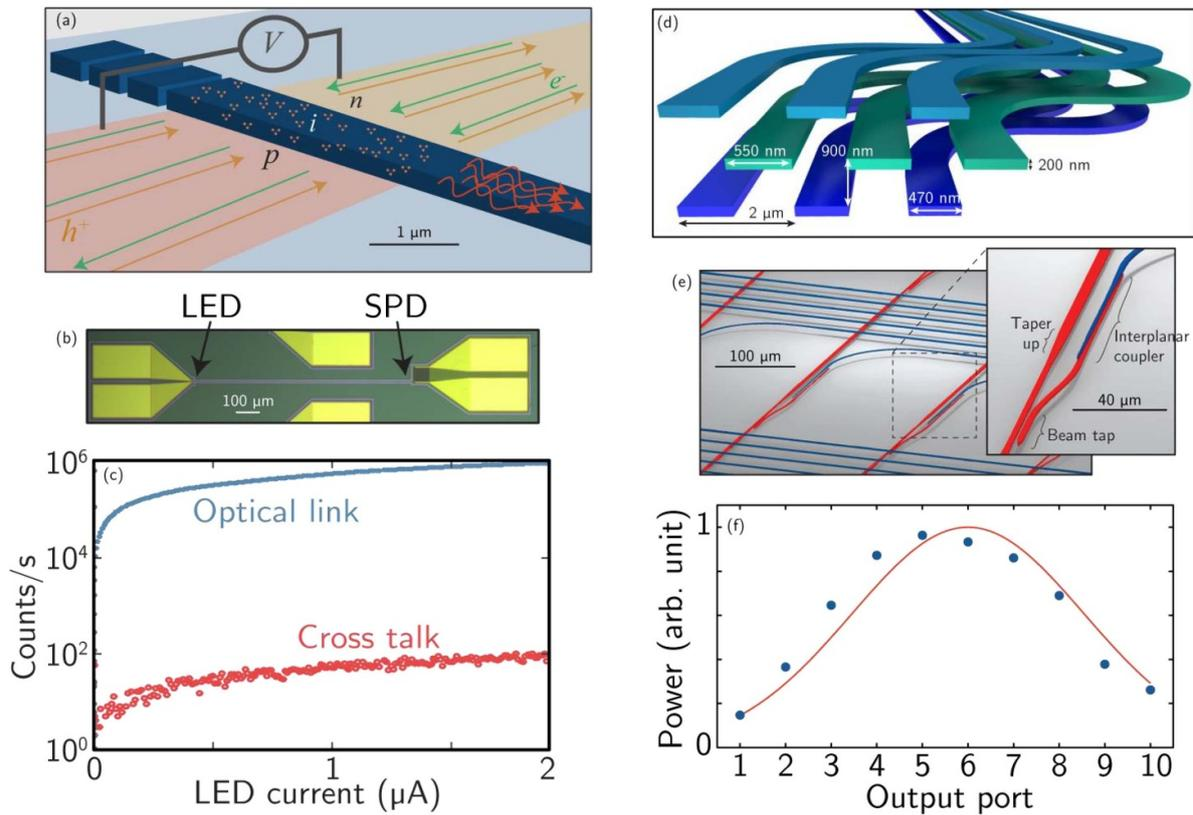 (a)
V
n
e⁻
i
p
h⁺
1 µm
LED
SPD
(b)
100 µm
10⁶
(c)
Optical link
10⁴
Counts/s
Cross talk
10²
10⁰
0
1
2
LED current (µA)
(d)
550 nm
900 nm
200 nm
470 nm
2 µm
(e)
Taper
up
Interplanar
coupler
100 µm
40 µm
Beam tap
1
(f)
Power (arb. unit)
0
1 2 3 4 5 6 7 8 9 10
Output port